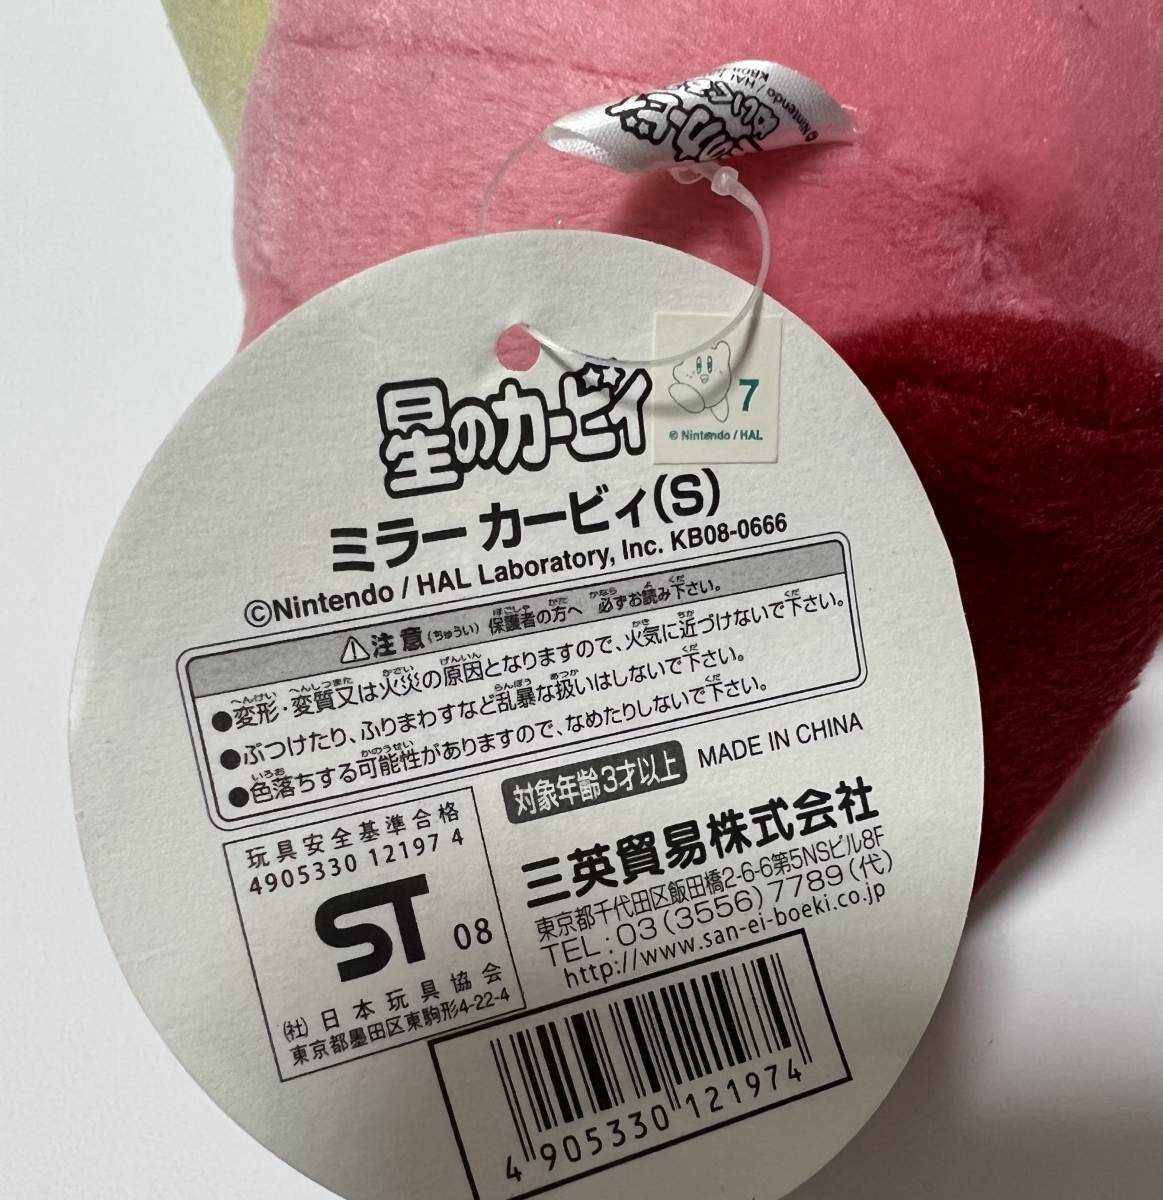 ©Nintendo / HAL
KB08
星のカービィ
7
© Nintendo / HAL
ミラー カービィ(S)
©Nintendo / HAL Laboratory, Inc. KB08-0666
⚠注意(ちゅうい) 保護者の方へ 必ずお読み下さい。
●変形・変質又は火災の原因となりますので、火気に近づけないで下さい。
●ぶつけたり、ふりまわすなど乱暴な扱いはしないで下さい。
●色落ちする可能性がありますので、なめたりしないで下さい。
対象年齢3才以上 MADE IN CHINA
玩具安全基準合格
4905330 12197 4
ST 08
(社)日本玩具協会
東京都墨田区東駒形4-22-4
三英貿易株式会社
東京都千代田区飯田橋2-6-6第5NSビル8F
TEL:03(3556)7789(代)
http://www.san-ei-boeki.co.jp
4 905330 121974